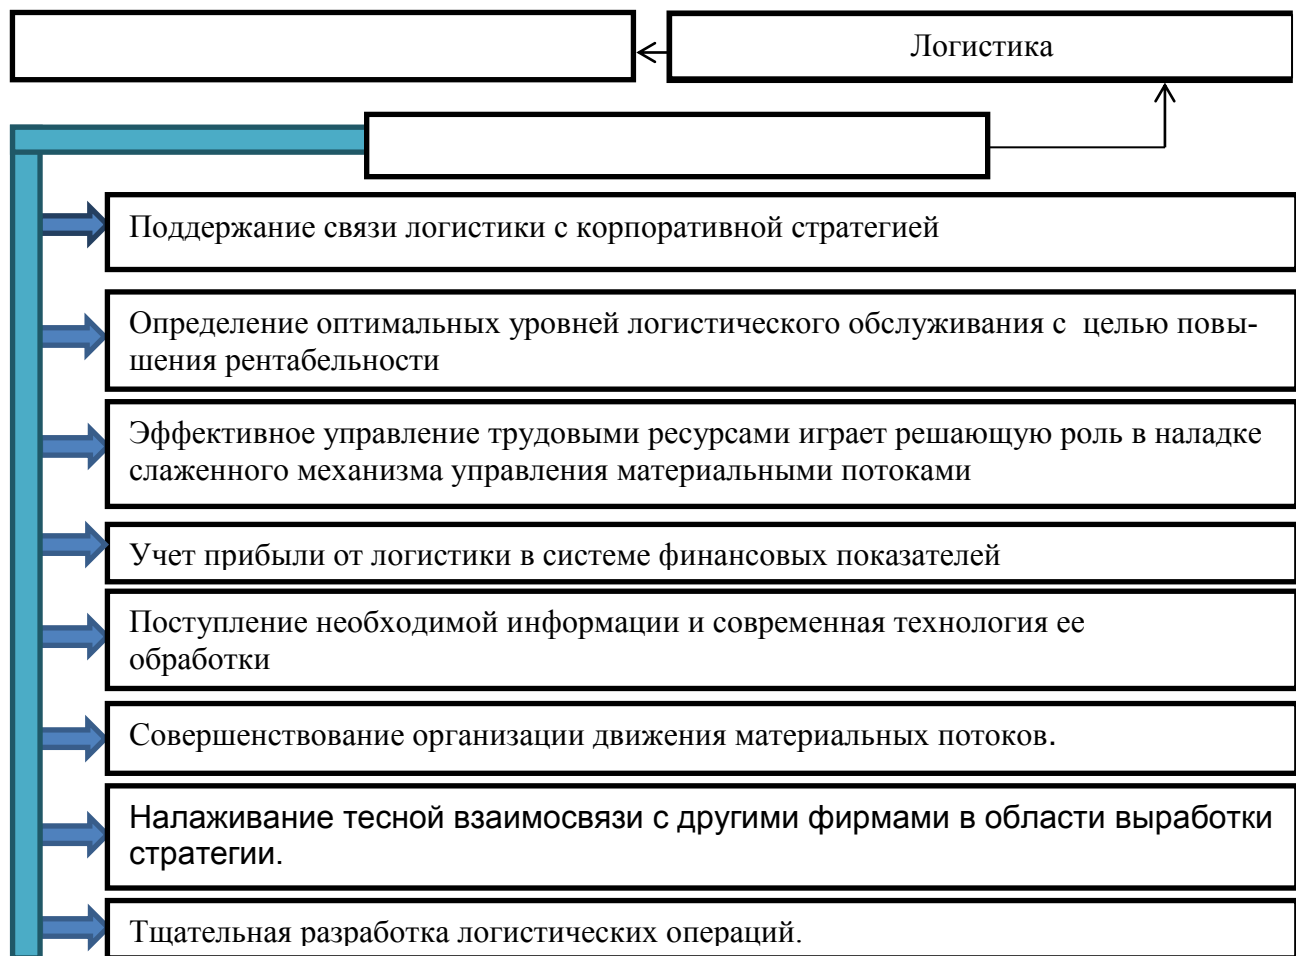 Логистика
Поддержание связи логистики с корпоративной стратегией
Определение оптимальных уровней логистического обслуживания с целью повы-
шения рентабельности
Эффективное управление трудовыми ресурсами играет решающую роль в наладке
слаженного механизма управления материальными потоками
Учет прибыли от логистики в системе финансовых показателей
Поступление необходимой информации и современная технология ее
обработки
Совершенствование организации движения материальных потоков.
Налаживание тесной взаимосвязи с другими фирмами в области выработки
стратегии.
Тщательная разработка логистических операций.